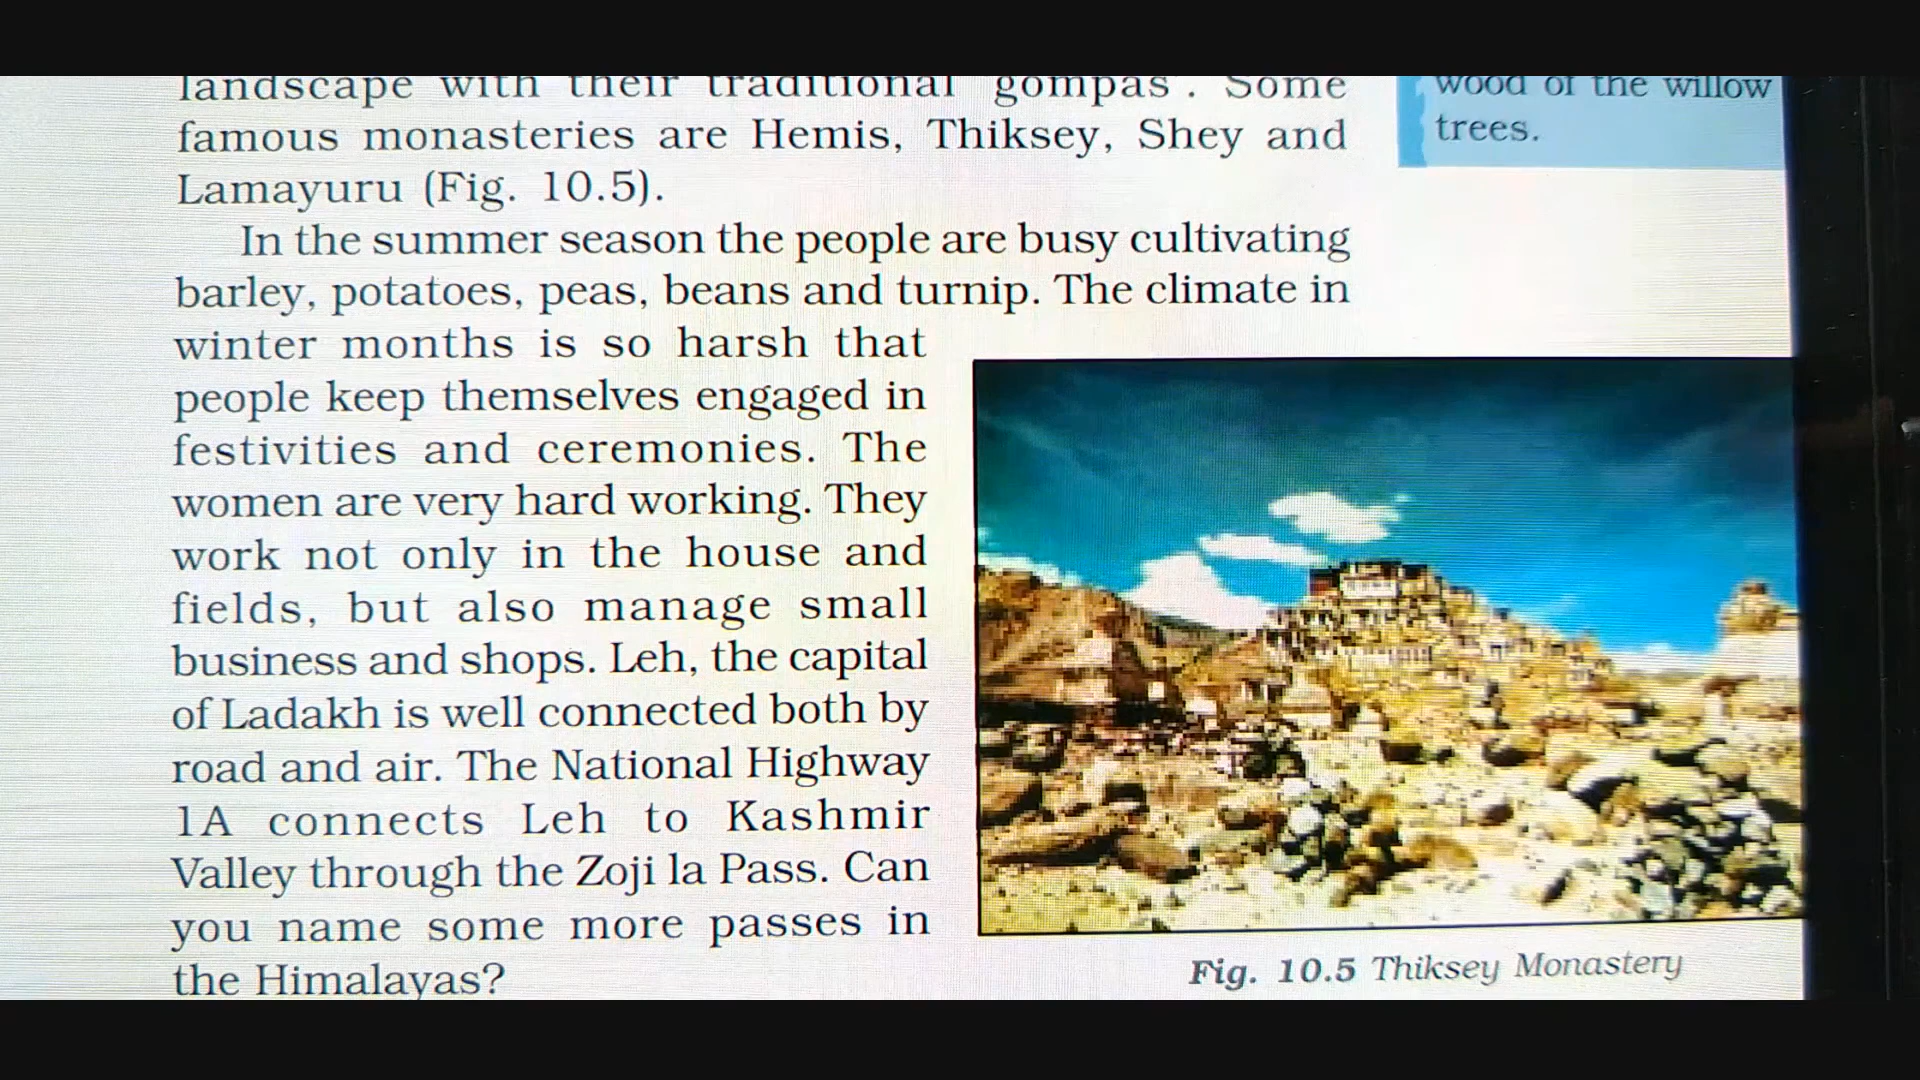 landscape with their traditional 'gompas'. Some
famous monasteries are Hemis, Thiksey, Shey and
Lamayuru (Fig. 10.5).
In the summer season the people are busy cultivating
barley, potatoes, peas, beans and turnip. The climate in
winter months is so harsh that
people keep themselves engaged in
festivities and ceremonies. The
women are very hard working. They
work not only in the house and
fields, but also manage small
business and shops. Leh, the capital
of Ladakh is well connected both by
road and air. The National Highway
1A connects Leh to Kashmir
Valley through the Zoji la Pass. Can
you name some more passes in
the Himalayas?
wood of the willow
trees.
Fig. 10.5 Thiksey Monastery